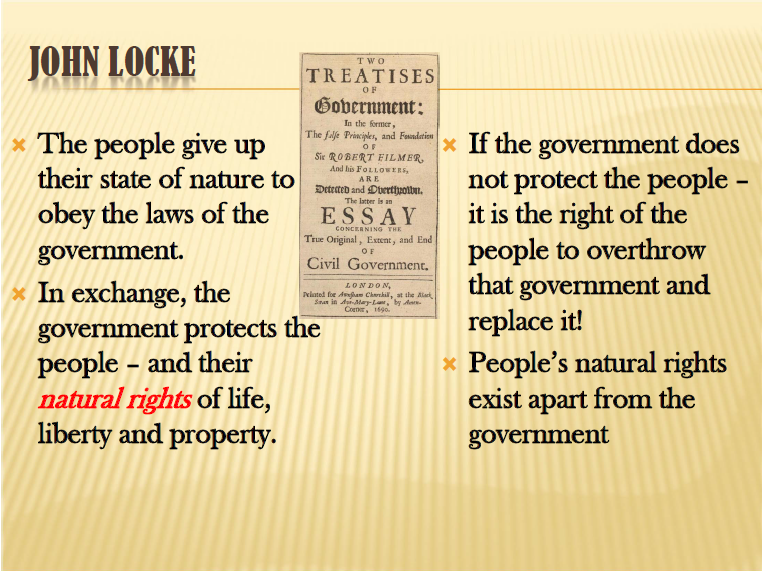 JOHN LOCKE
The people give up
their state of nature to
obey the laws of the
government.
In exchange, the
government protects the
people – and their
natural rights of life,
liberty and property.
TWO
TREATISES
OF
Government:
In the former,
The false Principles, and Foundation
OF
Sir ROBERT FILMER,
And his FOLLOWERS,
ARE
Detected and Overthrown.
The latter is an
ESSAY
CONCERNING THE
True Original, Extent, and End
OF
Civil Government.
LONDON,
Printed for Awnsham Churchill, at the Black
Swan in Ave-Mary-Lane, by Amen-
Corner, 1690.
If the government does
not protect the people –
it is the right of the
people to overthrow
that government and
replace it!
People’s natural rights
exist apart from the
government